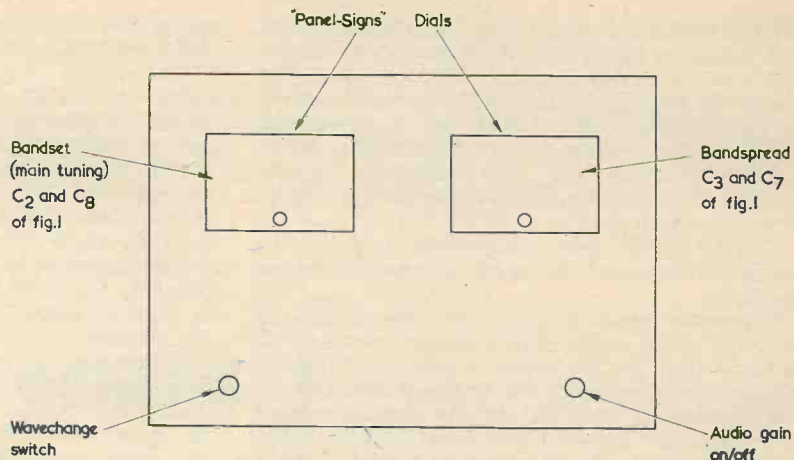 "Panel-Signs" Dials
Bandset
(main tuning)
C2 and C8
of fig.1
Bandspread
C3 and C7
of fig.1
Wavechange
switch
Audio gain
on/off